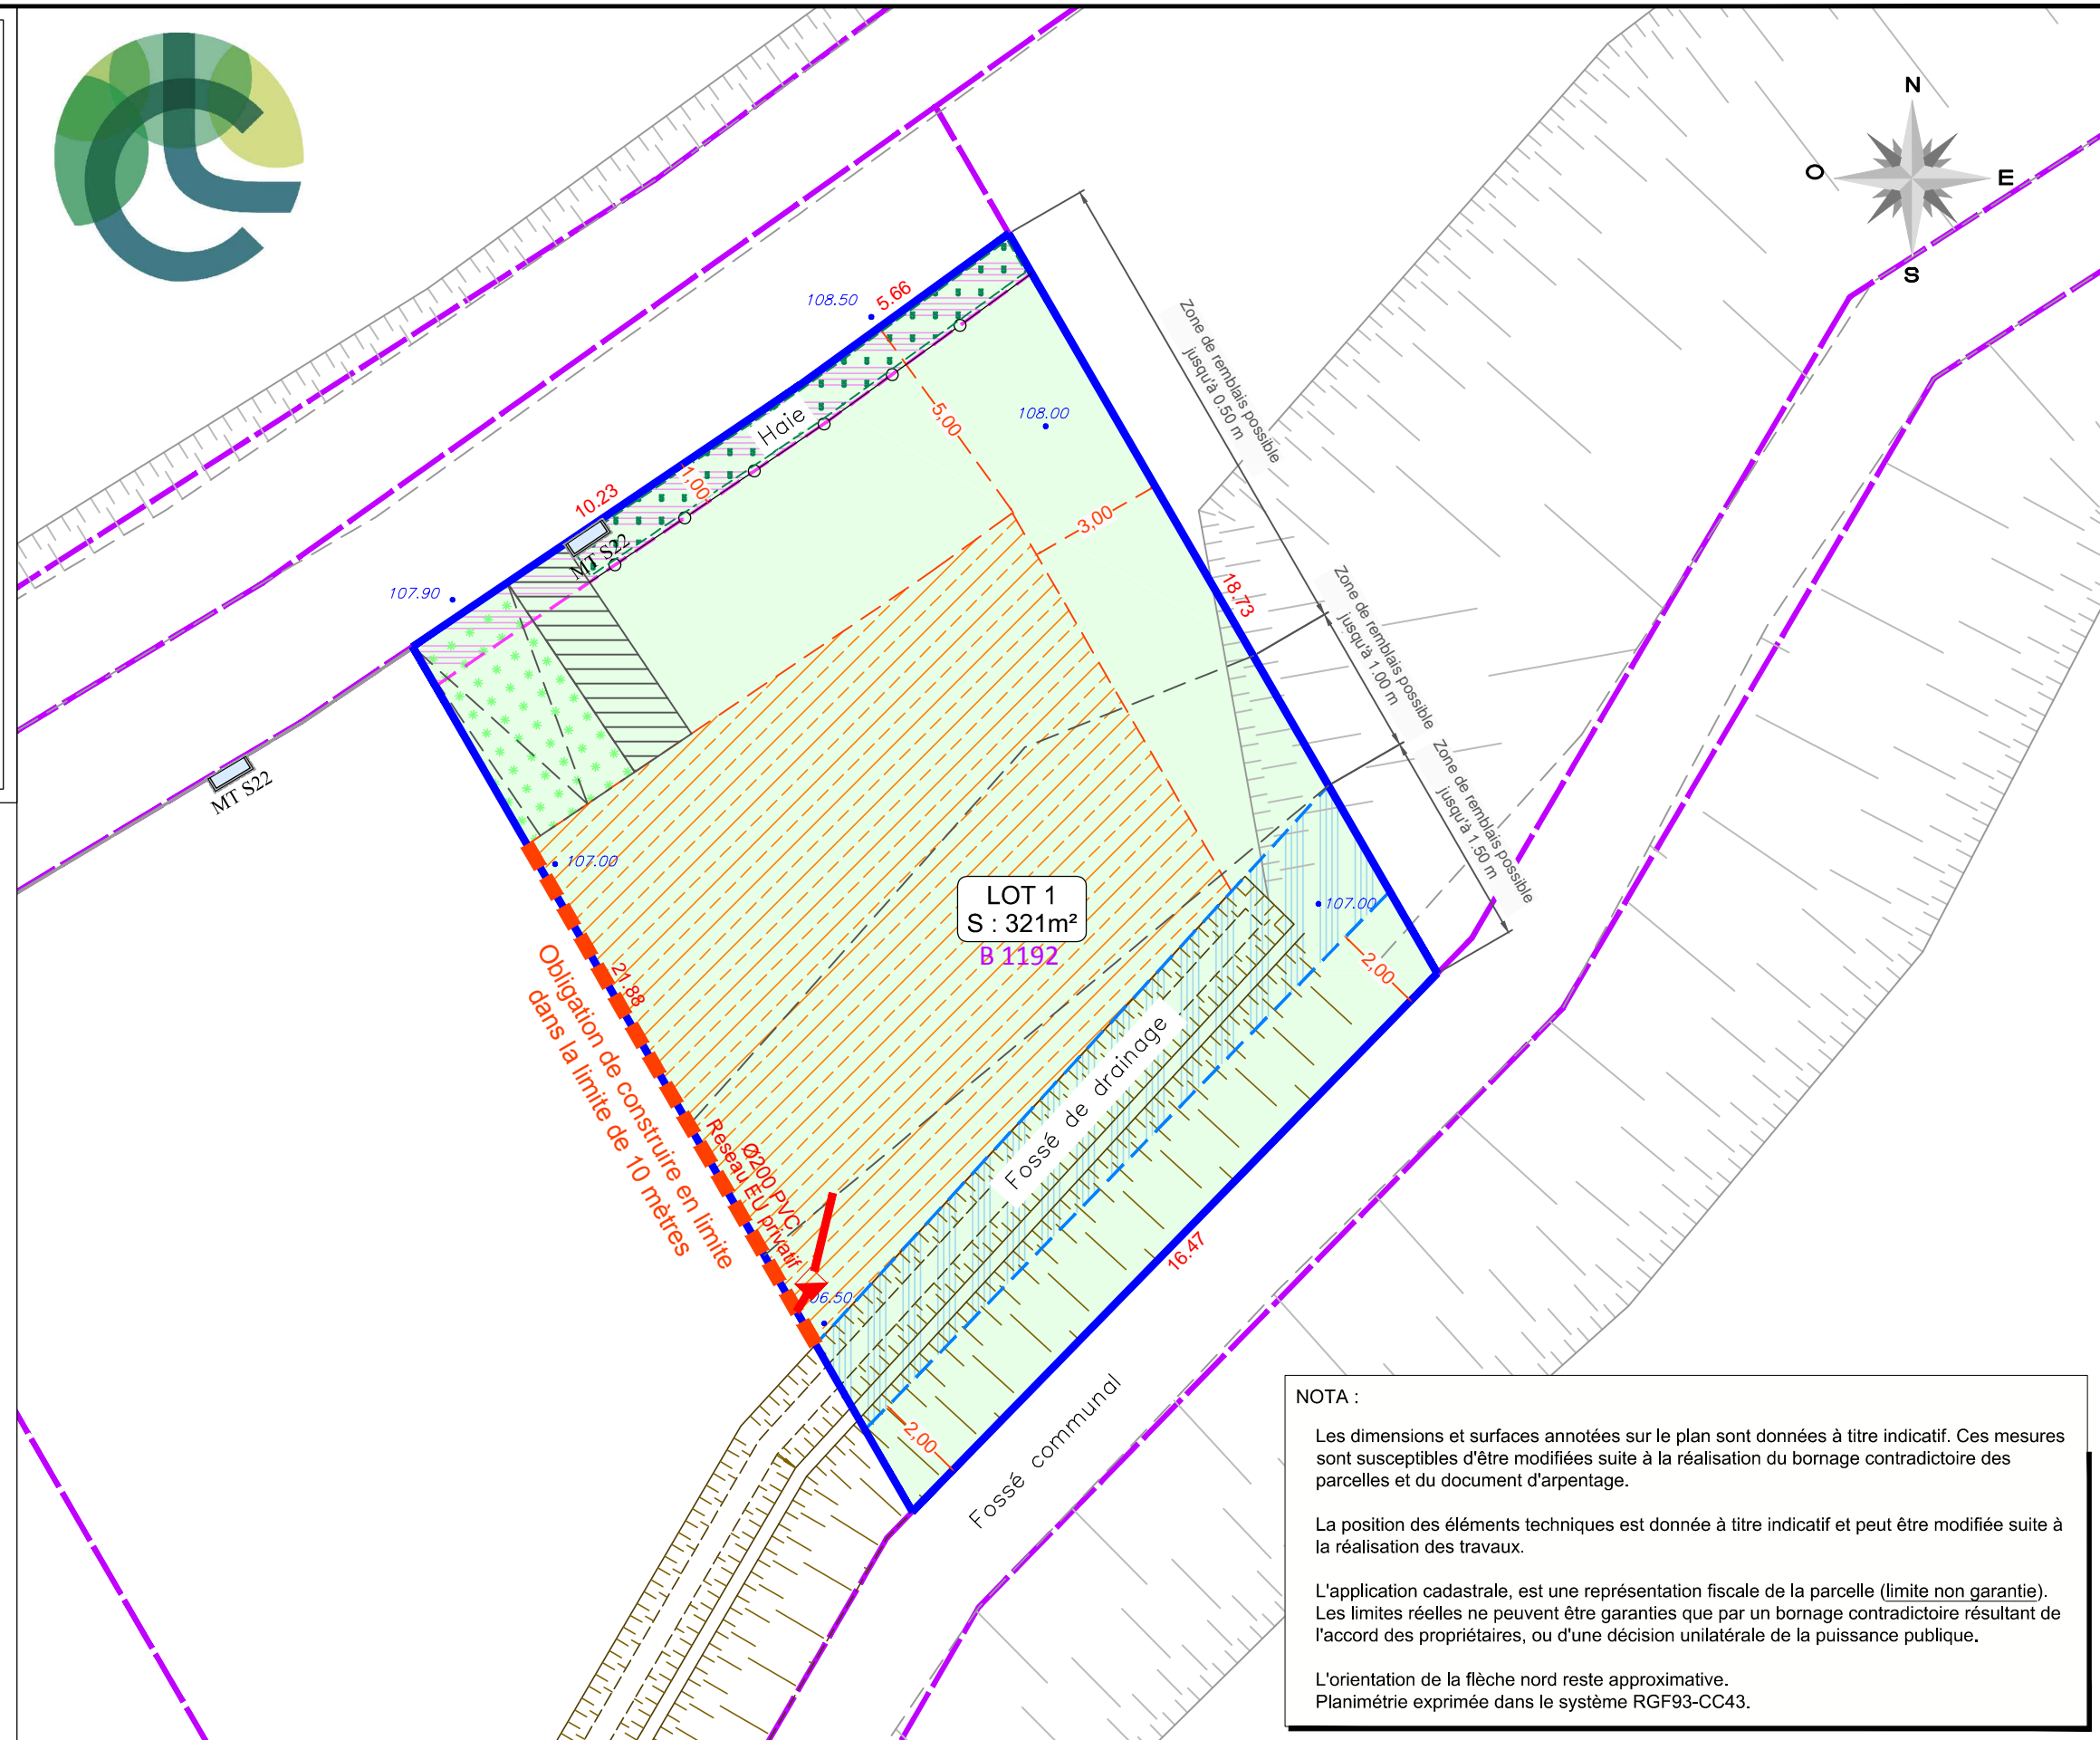 N
O
E
S
108.50
5.66
Zone de remblais possible
jusqu'à 0.50 m
108.00
5,00
Haie
1,00
10.23
MT S22
3,00
107.90
18.73
Zone de remblais possible
jusqu'à 1.00 m
MT S22
Zone de remblais possible
jusqu'à 1.50 m
107.00
LOT 1
S : 321m²
B 1192
107.00
2,00
21.88
Obligation de construire en limite
dans la limite de 10 mètres
Fossé de drainage
Ø200 PVC
Réseau EU privatif
06.50
16.47
2,00
Fossé communal
NOTA :
Les dimensions et surfaces annotées sur le plan sont données à titre indicatif. Ces mesures
sont susceptibles d'être modifiées suite à la réalisation du bornage contradictoire des
parcelles et du document d'arpentage.
La position des éléments techniques est donnée à titre indicatif et peut être modifiée suite à
la réalisation des travaux.
L'application cadastrale, est une représentation fiscale de la parcelle (limite non garantie).
Les limites réelles ne peuvent être garanties que par un bornage contradictoire résultant de
l'accord des propriétaires, ou d'une décision unilatérale de la puissance publique.
L'orientation de la flèche nord reste approximative.
Planimétrie exprimée dans le système RGF93-CC43.